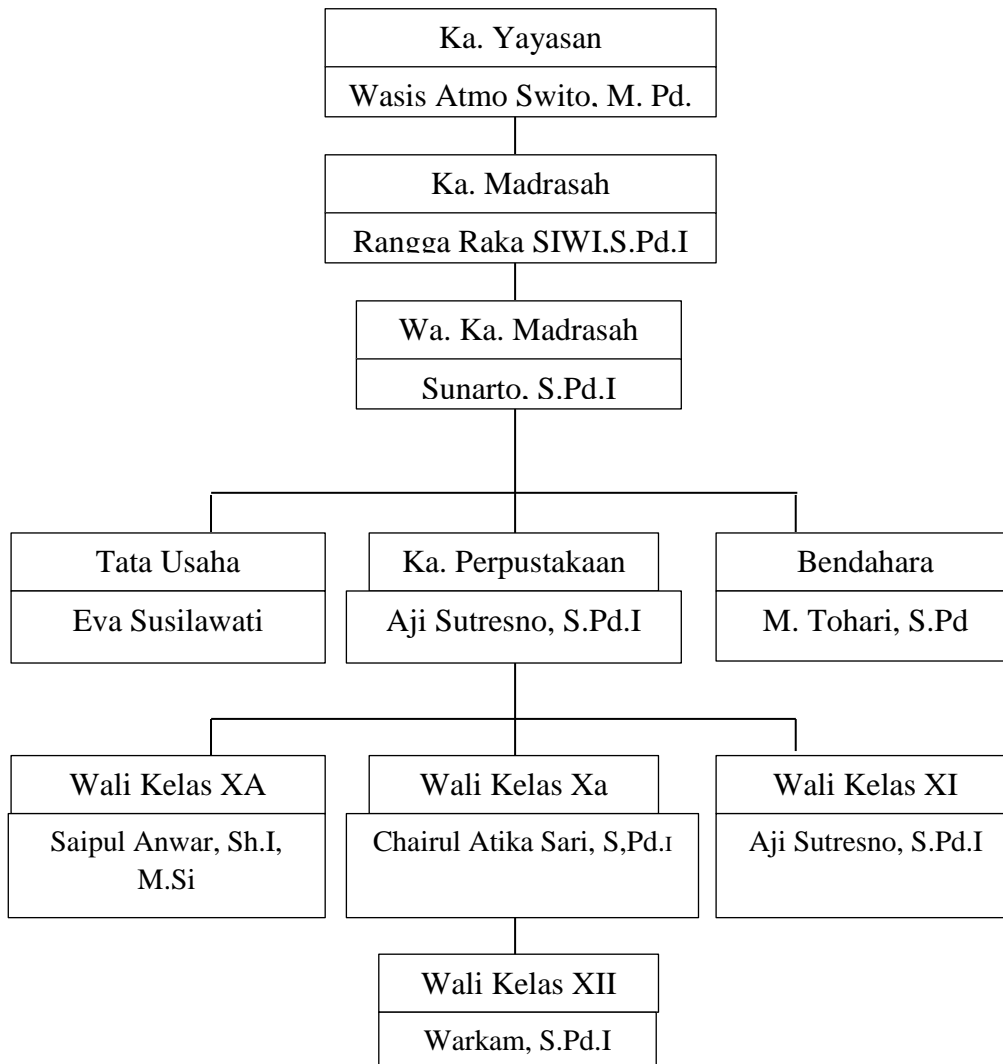 Ka. Yayasan
Wasis Atmo Swito, M. Pd.
Ka. Madrasah
Rangga Raka SIWI,S.Pd.I
Wa. Ka. Madrasah
Sunarto, S.Pd.I
Tata Usaha
Eva Susilawati
Ka. Perpustakaan
Aji Sutresno, S.Pd.I
Bendahara
M. Tohari, S.Pd
Wali Kelas XA
Saipul Anwar, Sh.I,
M.Si
Wali Kelas Xa
Chairul Atika Sari, S,Pd.I
Wali Kelas XI
Aji Sutresno, S.Pd.I
Wali Kelas XII
Warkam, S.Pd.I